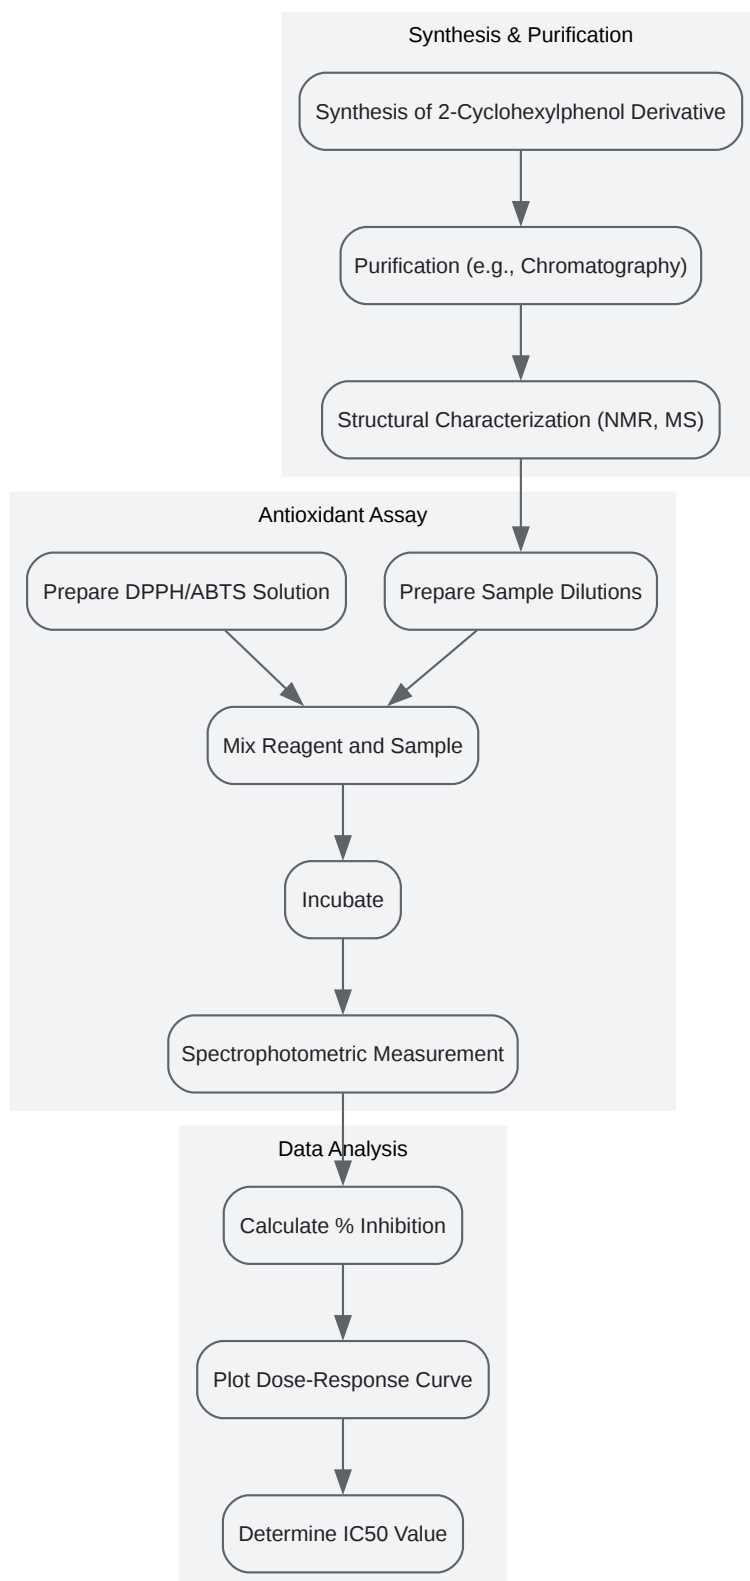 Synthesis & Purification
Synthesis of 2-Cyclohexylphenol Derivative
Purification (e.g., Chromatography)
Structural Characterization (NMR, MS)
Antioxidant Assay
Prepare DPPH/ABTS Solution
Prepare Sample Dilutions
Mix Reagent and Sample
Incubate
Spectrophotometric Measurement
Data Analysis
Calculate % Inhibition
Plot Dose-Response Curve
Determine IC50 Value